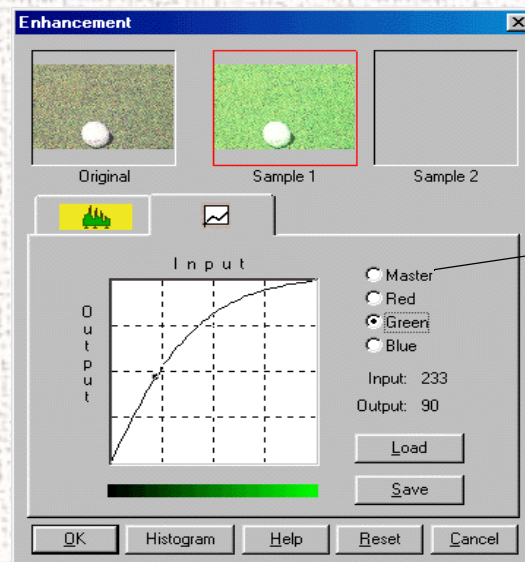 Enhancement
Original
Sample 1
Sample 2
Input
Output
Master
Red
Green
Blue
Input: 233
Output: 90
Load
Save
OK
Histogram
Help
Reset
Cancel